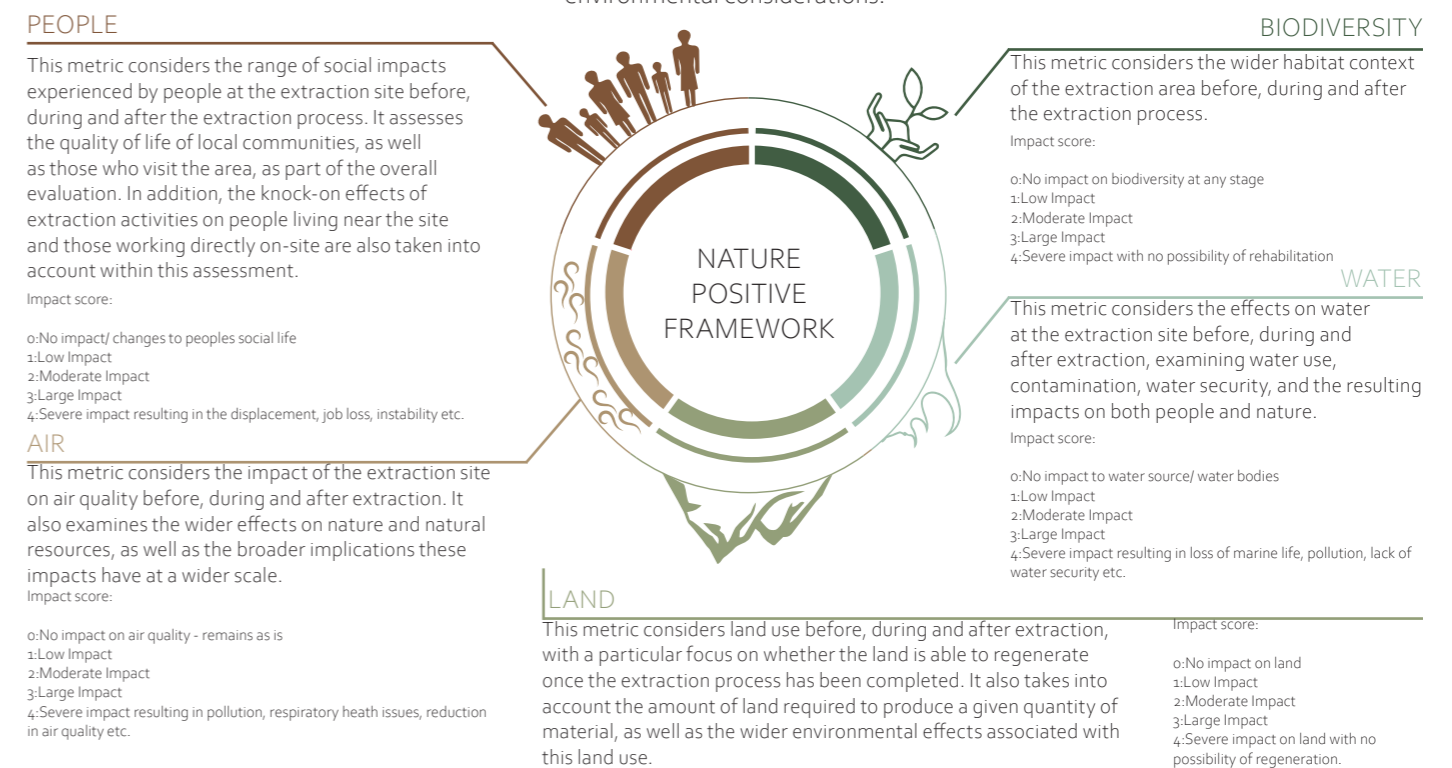 environmental considerations.
PEOPLE
This metric considers the range of social impacts
experienced by people at the extraction site before,
during and after the extraction process. It assesses
the quality of life of local communities, as well
as those who visit the area, as part of the overall
evaluation. In addition, the knock-on effects of
extraction activities on people living near the site
and those working directly on-site are also taken into
account within this assessment.
Impact score:
0:No impact/ changes to peoples social life
1:Low Impact
2:Moderate Impact
3:Large Impact
4:Severe impact resulting in the displacement, job loss, instability etc.
AIR
This metric considers the impact of the extraction site
on air quality before, during and after extraction. It
also examines the wider effects on nature and natural
resources, as well as the broader implications these
impacts have at a wider scale.
Impact score:
0:No impact on air quality - remains as is
1:Low Impact
2:Moderate Impact
3:Large Impact
4:Severe impact resulting in pollution, respiratory heath issues, reduction
in air quality etc.
NATURE
POSITIVE
FRAMEWORK
BIODIVERSITY
This metric considers the wider habitat context
of the extraction area before, during and after
the extraction process.
Impact score:
0:No impact on biodiversity at any stage
1:Low Impact
2:Moderate Impact
3:Large Impact
4:Severe impact with no possibility of rehabilitation
WATER
This metric considers the effects on water
at the extraction site before, during and
after extraction, examining water use,
contamination, water security, and the resulting
impacts on both people and nature.
Impact score:
0:No impact to water source/ water bodies
1:Low Impact
2:Moderate Impact
3:Large Impact
4:Severe impact resulting in loss of marine life, pollution, lack of
water security etc.
LAND
This metric considers land use before, during and after extraction,
with a particular focus on whether the land is able to regenerate
once the extraction process has been completed. It also takes into
account the amount of land required to produce a given quantity of
material, as well as the wider environmental effects associated with
this land use.
Impact score:
0:No impact on land
1:Low Impact
2:Moderate Impact
3:Large Impact
4:Severe impact on land with no
possibility of regeneration.